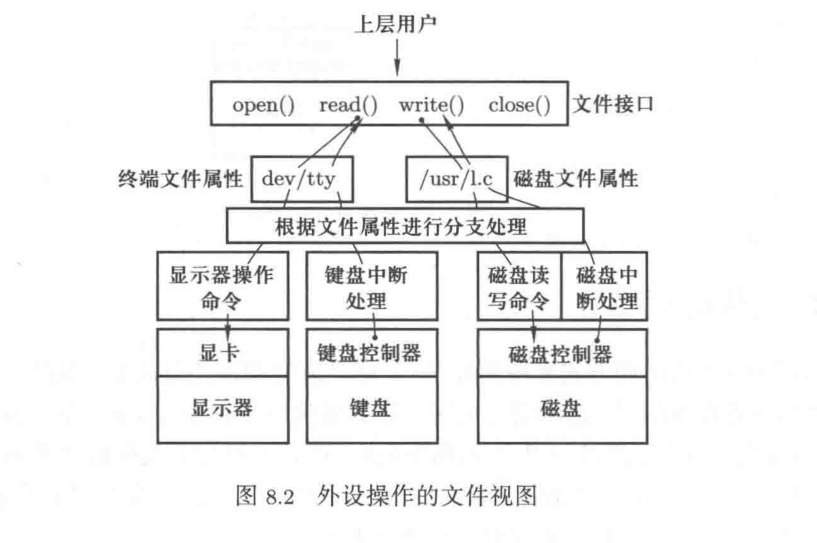 上层用户
open() read() write() close() 文件接口
终端文件属性 dev/tty /usr/l.c 磁盘文件属性
根据文件属性进行分支处理
显示器操作
命令
键盘中断
处理
磁盘读
写命令
磁盘中
断处理
显卡 键盘控制器 磁盘控制器
显示器 键盘 磁盘
图 8.2 外设操作的文件视图